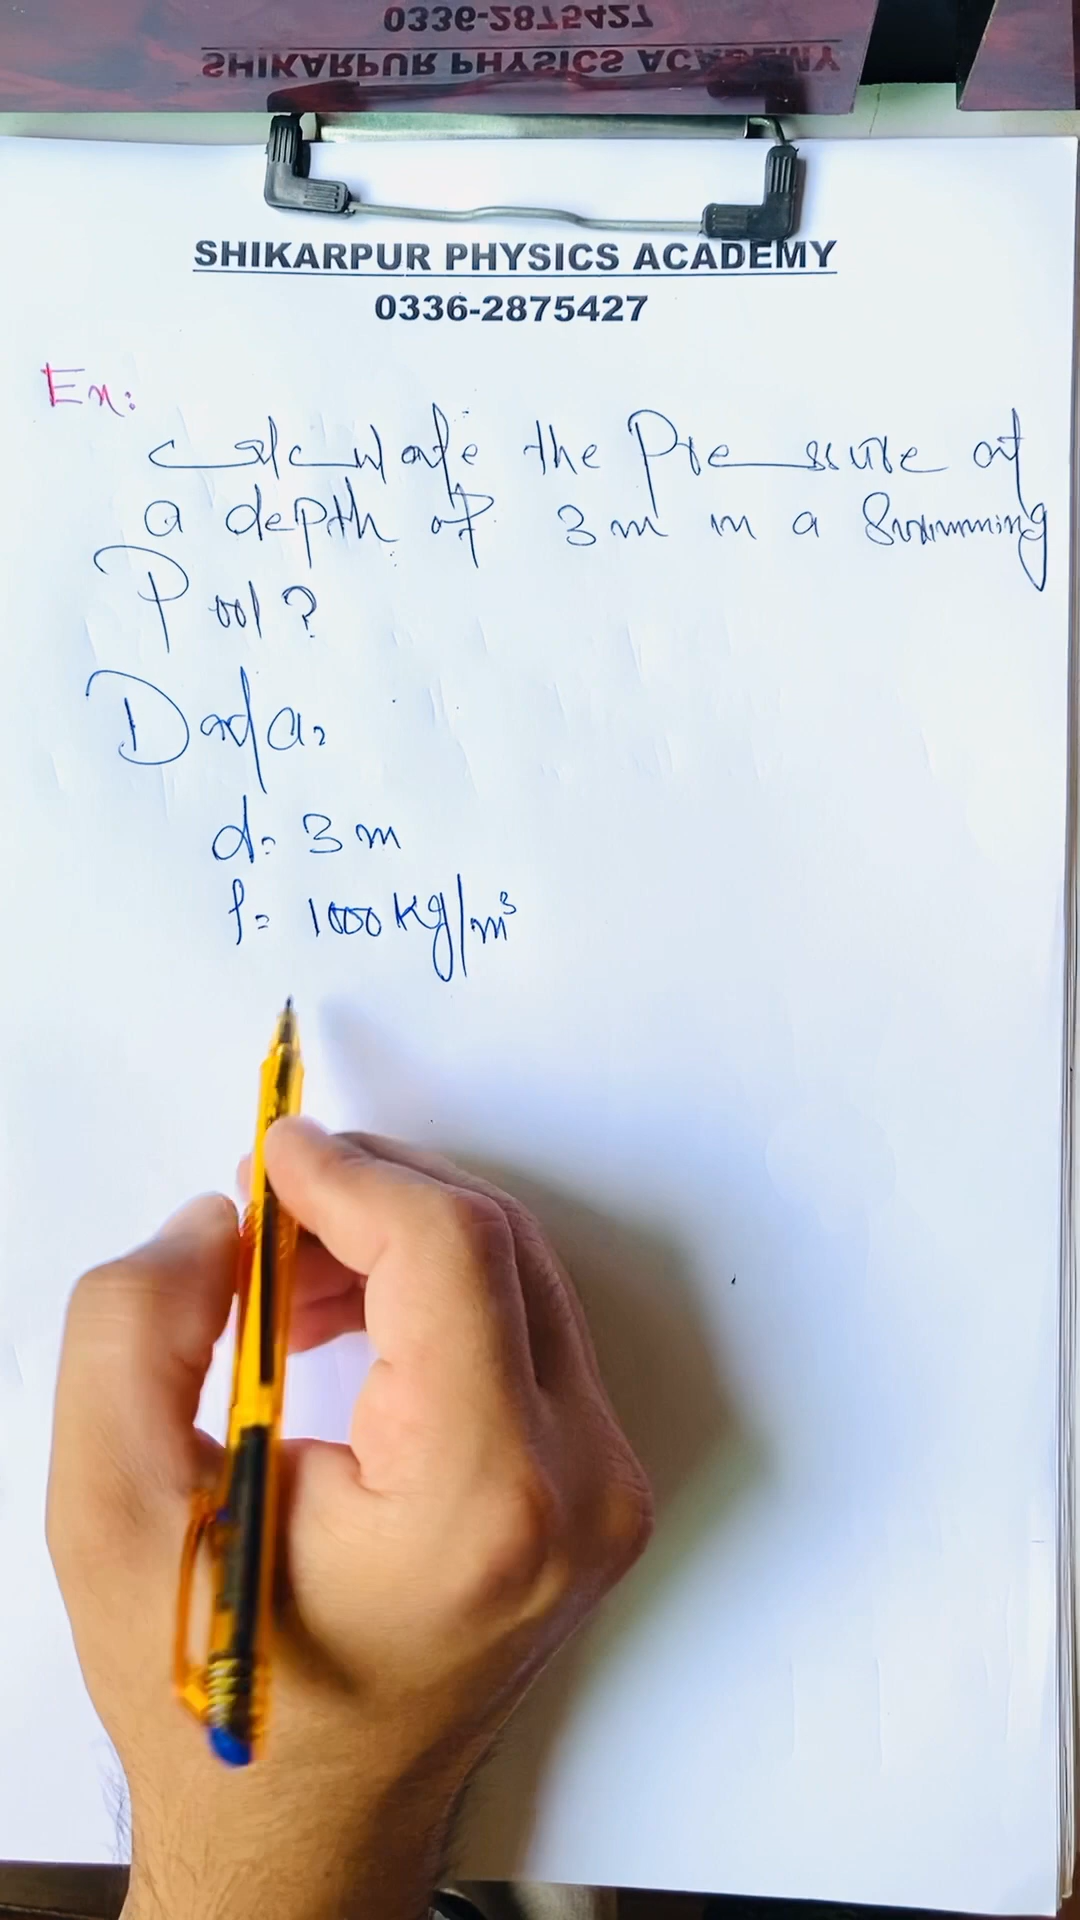 0336-2875427
SHIKARPUR PHYSICS ACADEMY
SHIKARPUR PHYSICS ACADEMY
0336-2875427
Ex:
Calculate the Pressure at
a depth of 3m in a Swimming
Pool?
Data:
d= 3m
ρ= 1000 kg/m³